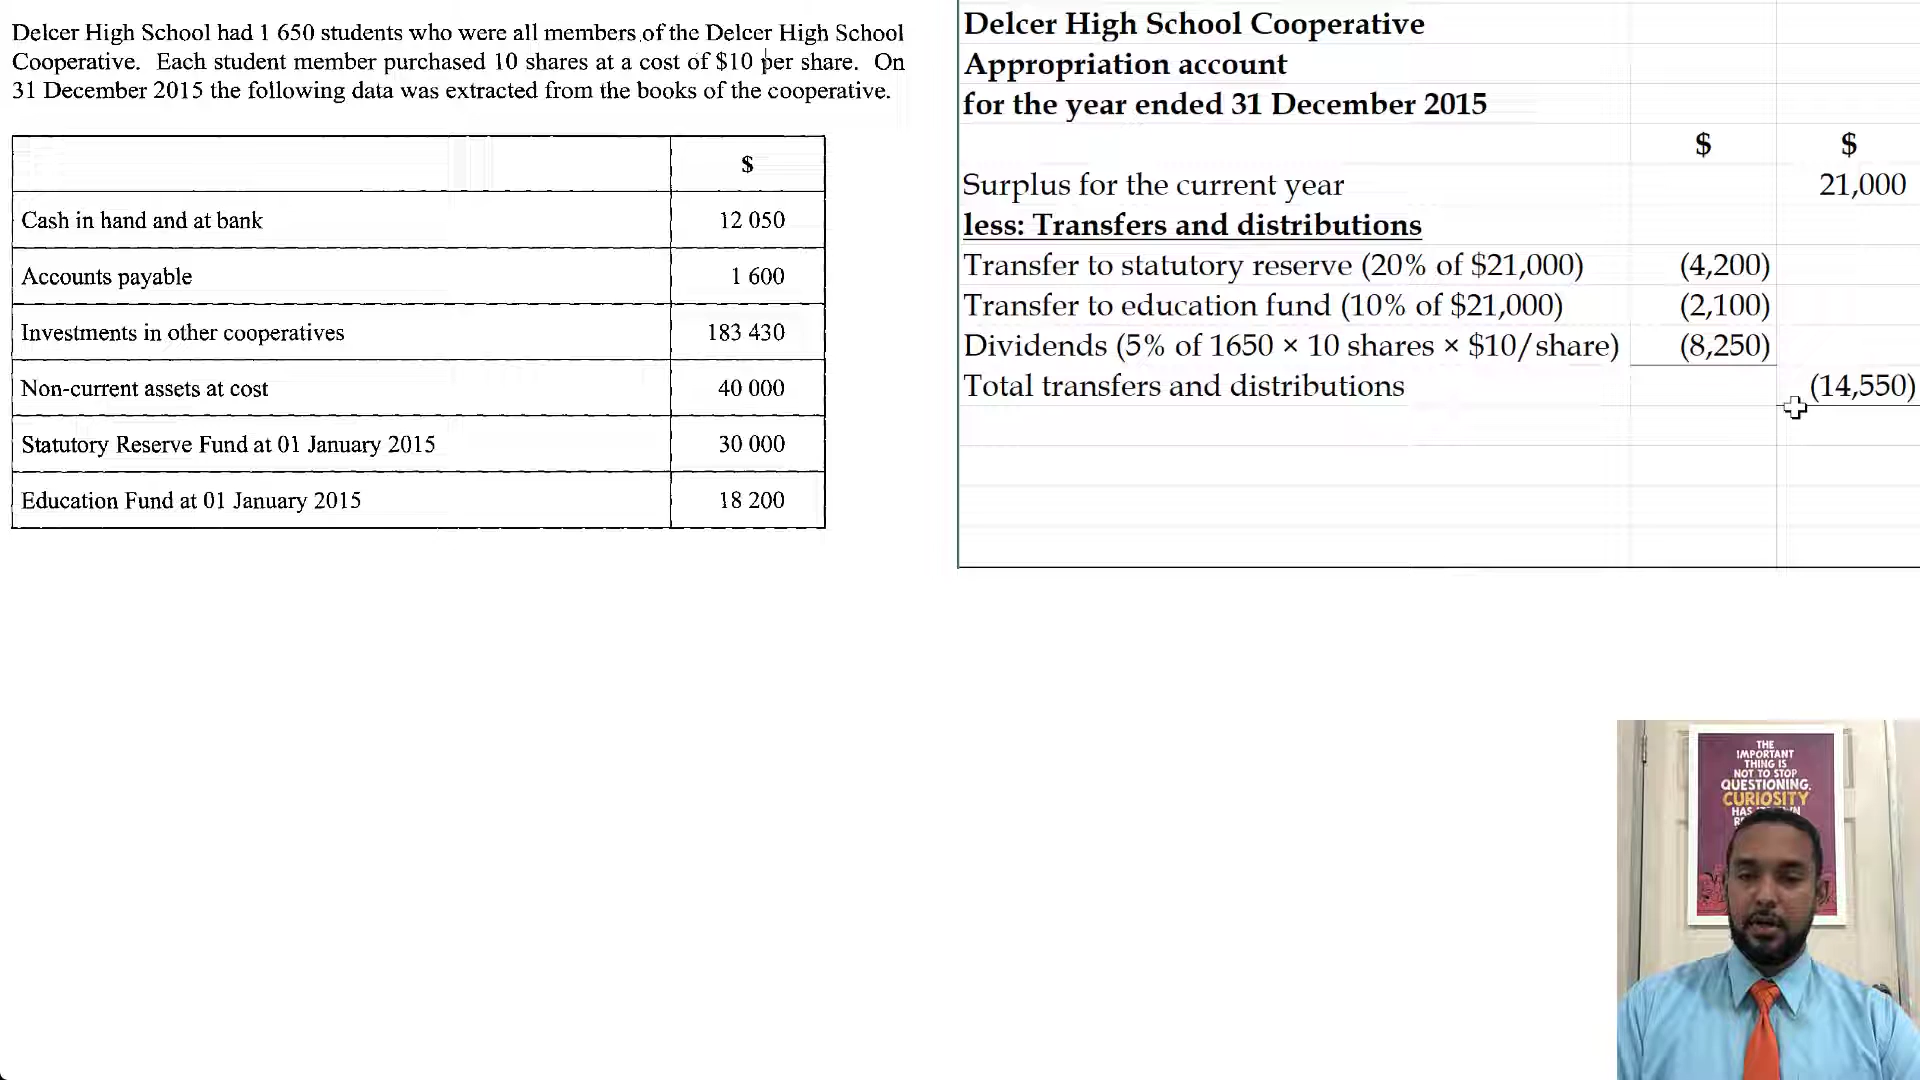 Delcer High School had 1 650 students who were all members of the Delcer High School
Cooperative. Each student member purchased 10 shares at a cost of $10 per share. On
31 December 2015 the following data was extracted from the books of the cooperative.
$
Cash in hand and at bank 12 050
Accounts payable 1 600
Investments in other cooperatives 183 430
Non-current assets at cost 40 000
Statutory Reserve Fund at 01 January 2015 30 000
Education Fund at 01 January 2015 18 200
Delcer High School Cooperative
Appropriation account
for the year ended 31 December 2015
$ $
Surplus for the current year 21,000
less: Transfers and distributions
Transfer to statutory reserve (20% of $21,000) (4,200)
Transfer to education fund (10% of $21,000) (2,100)
Dividends (5% of 1650 × 10 shares × $10/share) (8,250)
Total transfers and distributions (14,550)
THE
IMPORTANT
THING IS
NOT TO STOP
QUESTIONING.
CURIOSITY
HAS